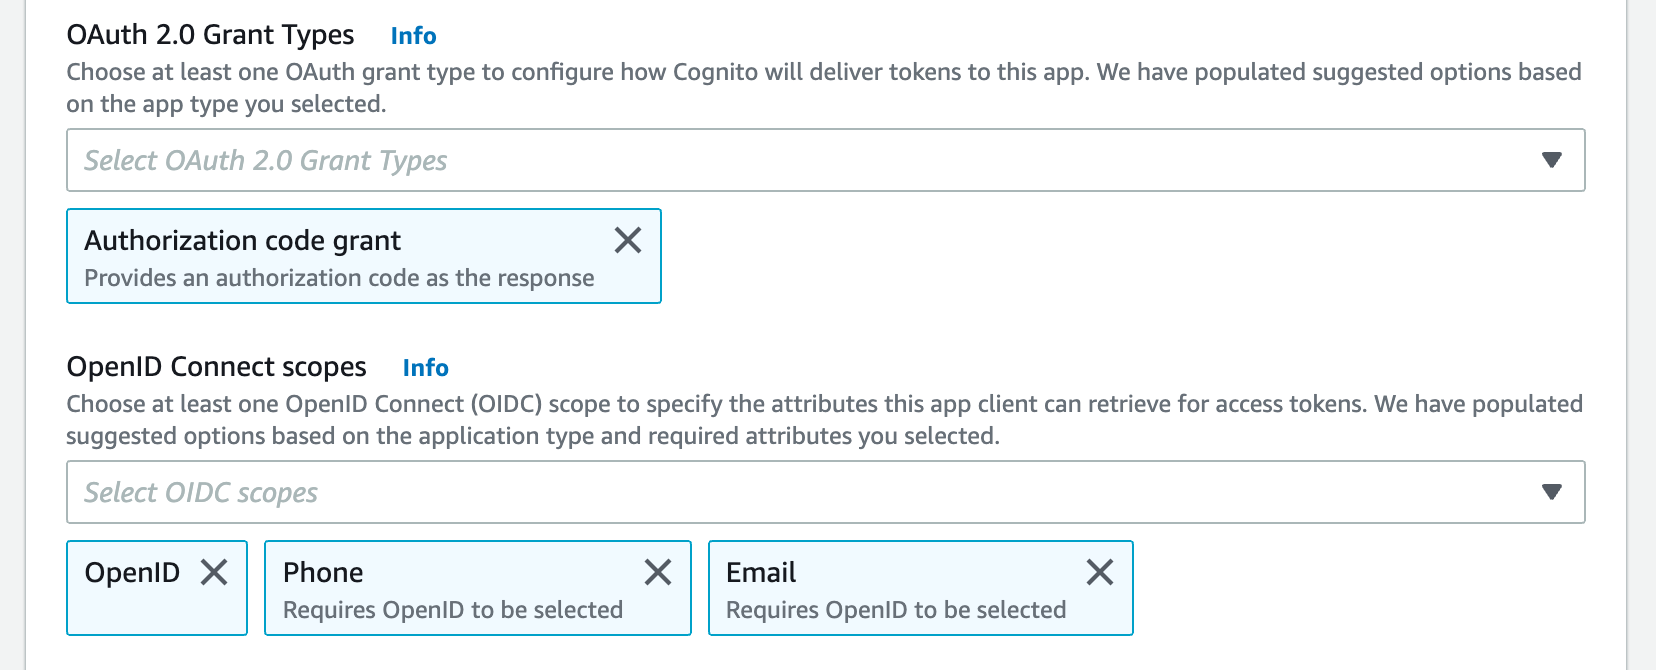 OAuth 2.0 Grant Types Info
Choose at least one OAuth grant type to configure how Cognito will deliver tokens to this app. We have populated suggested options based
on the app type you selected.
Select OAuth 2.0 Grant Types
Authorization code grant
Provides an authorization code as the response
OpenID Connect scopes Info
Choose at least one OpenID Connect (OIDC) scope to specify the attributes this app client can retrieve for access tokens. We have populated
suggested options based on the application type and required attributes you selected.
Select OIDC scopes
OpenID
Phone
Requires OpenID to be selected
Email
Requires OpenID to be selected